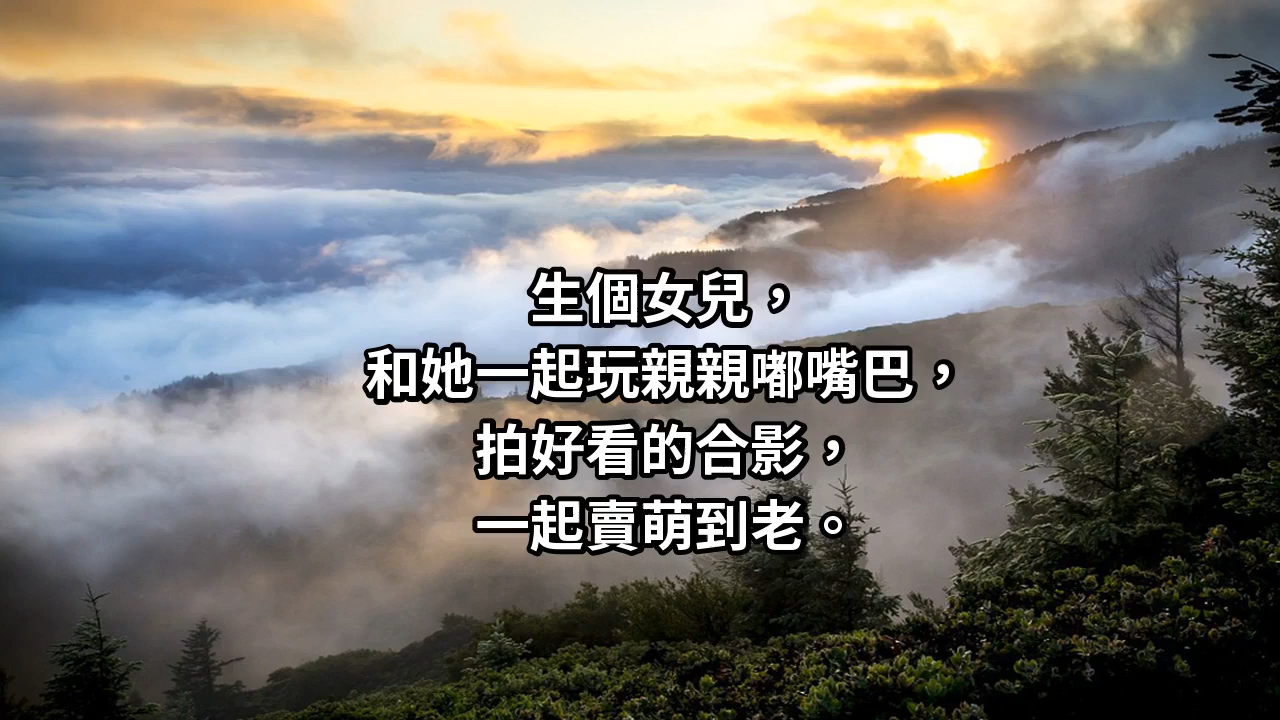 生個女兒，
和她一起玩親親嘟嘴巴，
拍好看的合影，
一起賣萌到老。